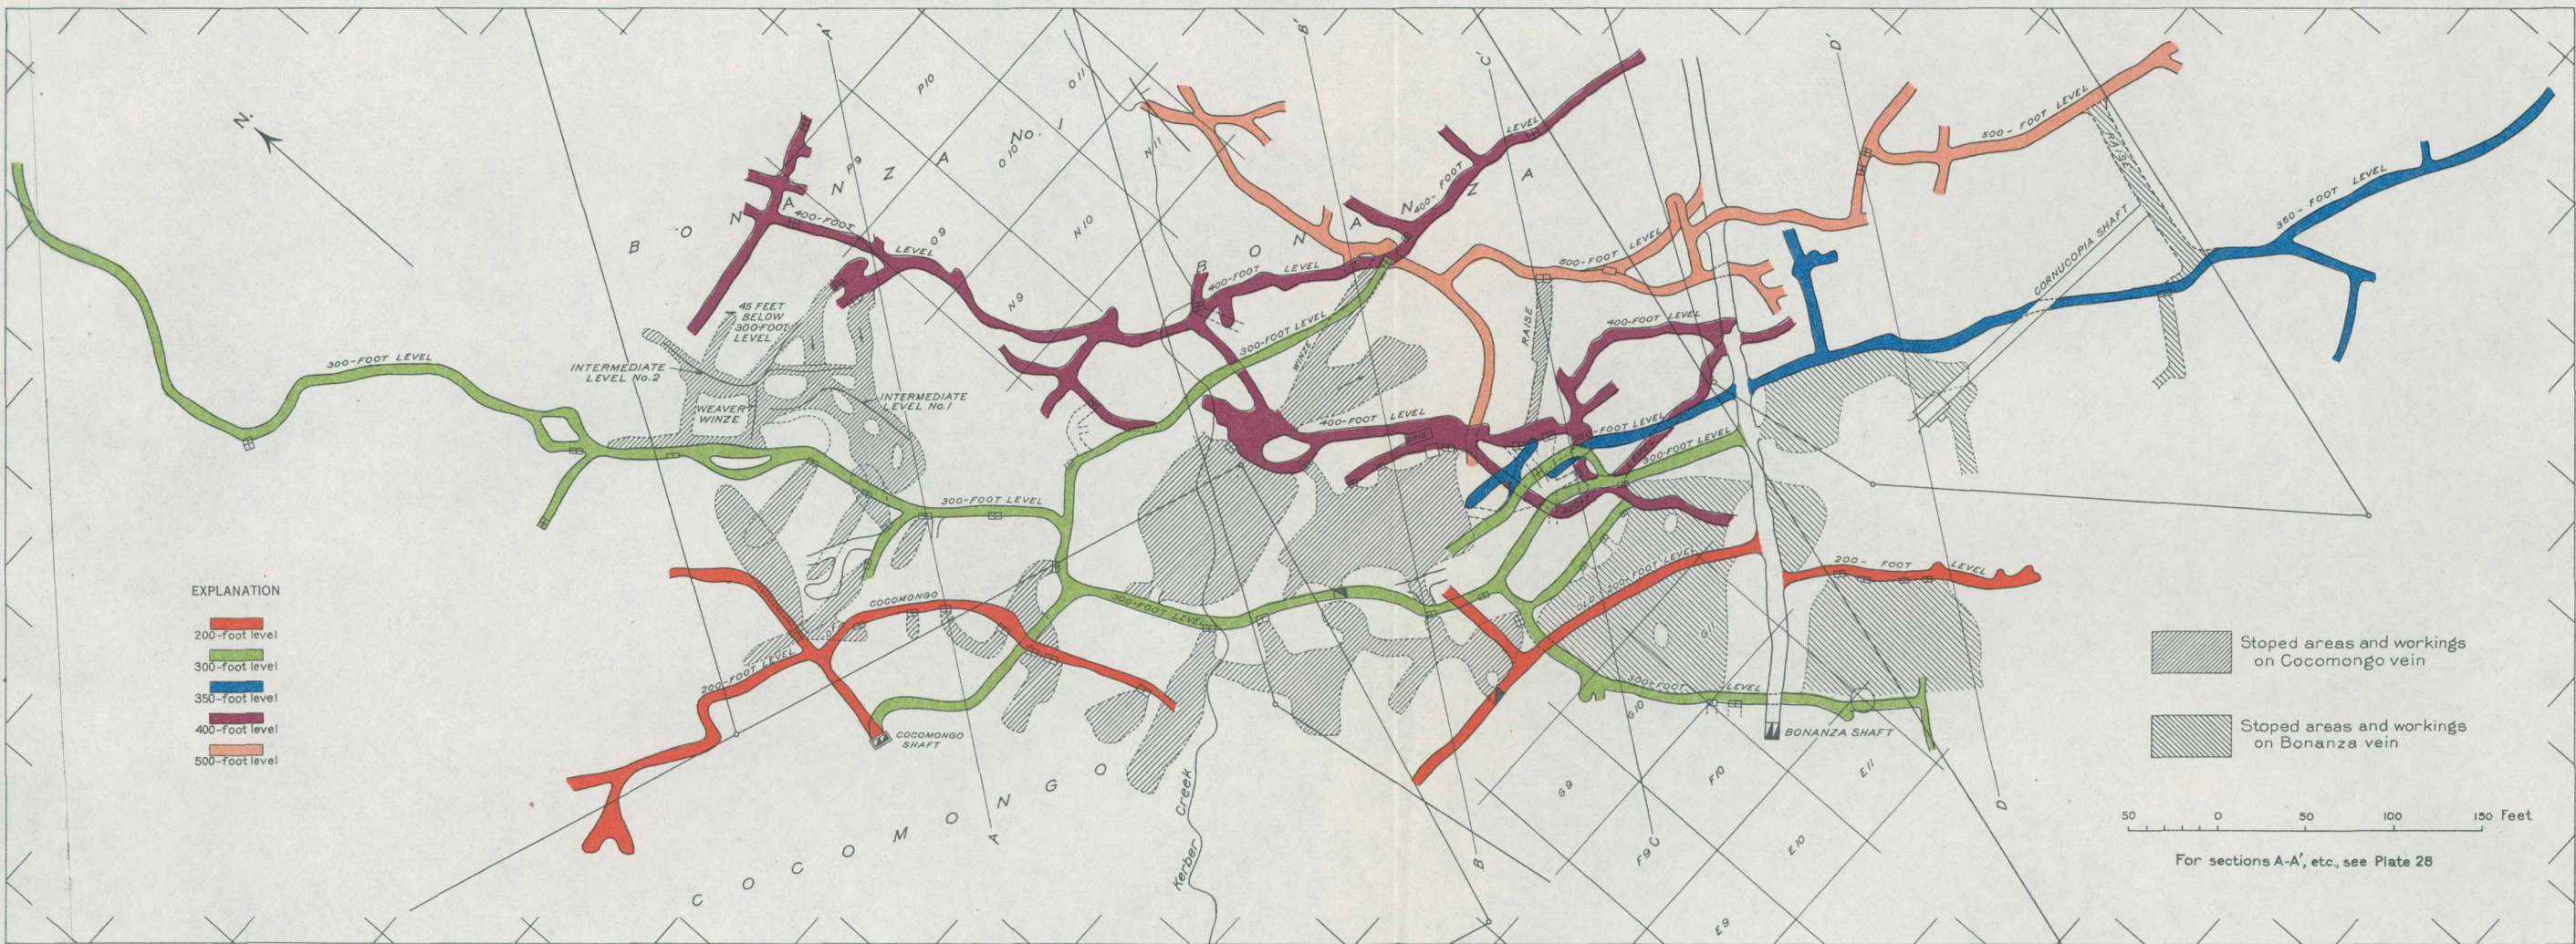 N.
A'
B'
C'
D'
P10
O11
No. 1
O10
N11
P9
O9
N10
N9
B O N A N Z A
B O N A N Z A
400-FOOT LEVEL
400-FOOT LEVEL
400-FOOT LEVEL
500-FOOT LEVEL
500-FOOT LEVEL
RAISE
350-FOOT LEVEL
CORNUCOPIA SHAFT
300-FOOT LEVEL
45 FEET
BELOW
300-FOOT
LEVEL
INTERMEDIATE
LEVEL No.2
WEAVER
WINZE
INTERMEDIATE
LEVEL No.1
300-FOOT LEVEL
WINZE
RAISE
400-FOOT LEVEL
400-FOOT LEVEL
350-FOOT LEVEL
300-FOOT LEVEL
400-FOOT LEVEL
300-FOOT LEVEL
300-FOOT LEVEL
COCOMONGO
200-FOOT LEVEL
OLD 200-FOOT LEVEL
200-FOOT LEVEL
300-FOOT LEVEL
G11
G10
G9
F10
E11
F9
E10
E9
COCOMONGO
SHAFT
BONANZA SHAFT
C O C O M O N G O
Kerber Creek
A
B
C
D
EXPLANATION
200-foot level
300-foot level
350-foot level
400-foot level
500-foot level
Stoped areas and workings
on Cocomongo vein
Stoped areas and workings
on Bonanza vein
50 0 50 100 150 Feet
For sections A-A', etc., see Plate 28